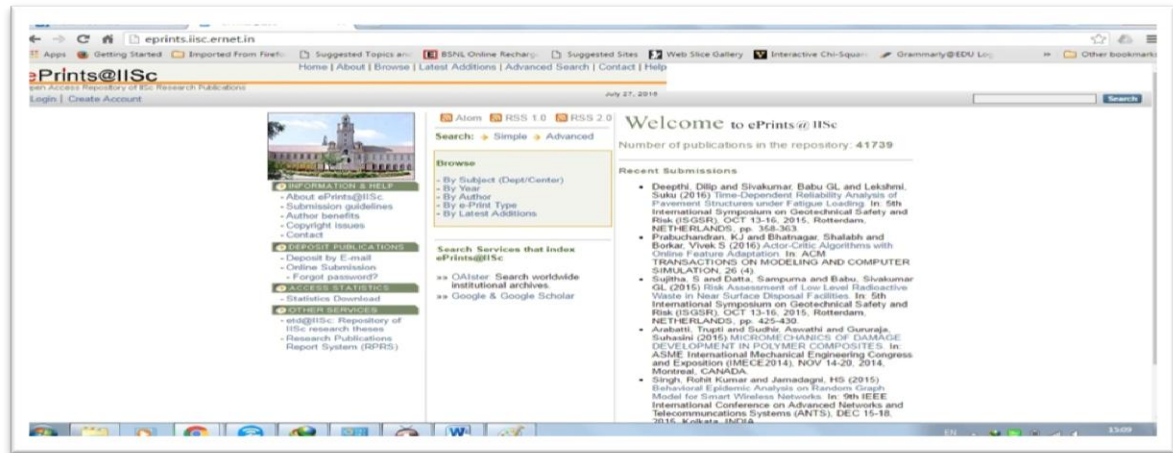 eprints.iisc.ernet.in
Apps Getting Started Imported From Firefo Suggested Topics and BSNL Online Recharg Suggested Sites Web Slice Gallery Interactive Chi-Square Grammarly@EDU Log » Other bookmarks
ePrints@IISc
Home | About | Browse | Latest Additions | Advanced Search | Contact | Help
Open Access Repository of IISc Research Publications
Login | Create Account
July 27, 2016
Search
INFORMATION & HELP
- About ePrints@IISc
- Submission guidelines
- Author benefits
- Copyright issues
- Contact
DEPOSIT PUBLICATIONS
- Deposit by E-mail
- Online Submission
- Forgot password?
ACCESS STATISTICS
- Statistics Download
OTHER SERVICES
- etd@IISc: Repository of
IISc research theses
- Research Publications
Report System (RPRS)
Atom RSS 1.0 RSS 2.0
Search: Simple Advanced
Browse
- By Subject (Dept/Center)
- By Year
- By Author
- By e-Print Type
- By Latest Additions
Search Services that index
ePrints@IISc
»» OAIster: Search worldwide
institutional archives.
»» Google & Google Scholar
Welcome to ePrints@IISc
Number of publications in the repository: 41739
Recent Submissions
• Deepthi, Dilip and Sivakumar, Babu GL and Lekshmi,
Suku (2016) Time-Dependent Reliability Analysis of
Pavement Structures under Fatigue Loading. In: 5th
International Symposium on Geotechnical Safety and
Risk (ISGSR), OCT 13-16, 2015, Rotterdam,
NETHERLANDS, pp. 358-363.
• Prabuchandran, KJ and Bhatnagar, Shalabh and
Borkar, Vivek S (2016) Actor-Critic Algorithms with
Online Feature Adaptation. In: ACM
TRANSACTIONS ON MODELING AND COMPUTER
SIMULATION, 26 (4).
• Sujitha, S and Datta, Sampurna and Babu, Sivakumar
GL (2015) Risk Assessment of Low Level Radioactive
Waste in Near Surface Disposal Facilities. In: 5th
International Symposium on Geotechnical Safety and
Risk (ISGSR), OCT 13-16, 2015, Rotterdam,
NETHERLANDS, pp. 425-430.
• Arabatti, Trupti and Sudhir, Aswathi and Gururaja,
Suhasini (2015) MICROMECHANICS OF DAMAGE
DEVELOPMENT IN POLYMER COMPOSITES. In:
ASME International Mechanical Engineering Congress
and Exposition (IMECE2014), NOV 14-20, 2014,
Montreal, CANADA.
• Singh, Rohit Kumar and Jamadagni, HS (2015)
Behavioral Epidemic Analysis on Random Graph
Model for Smart Wireless Networks. In: 9th IEEE
International Conference on Advanced Networks and
Telecommuncations Systems (ANTS), DEC 15-18,
2015, Kolkata, INDIA.
EN
15:09